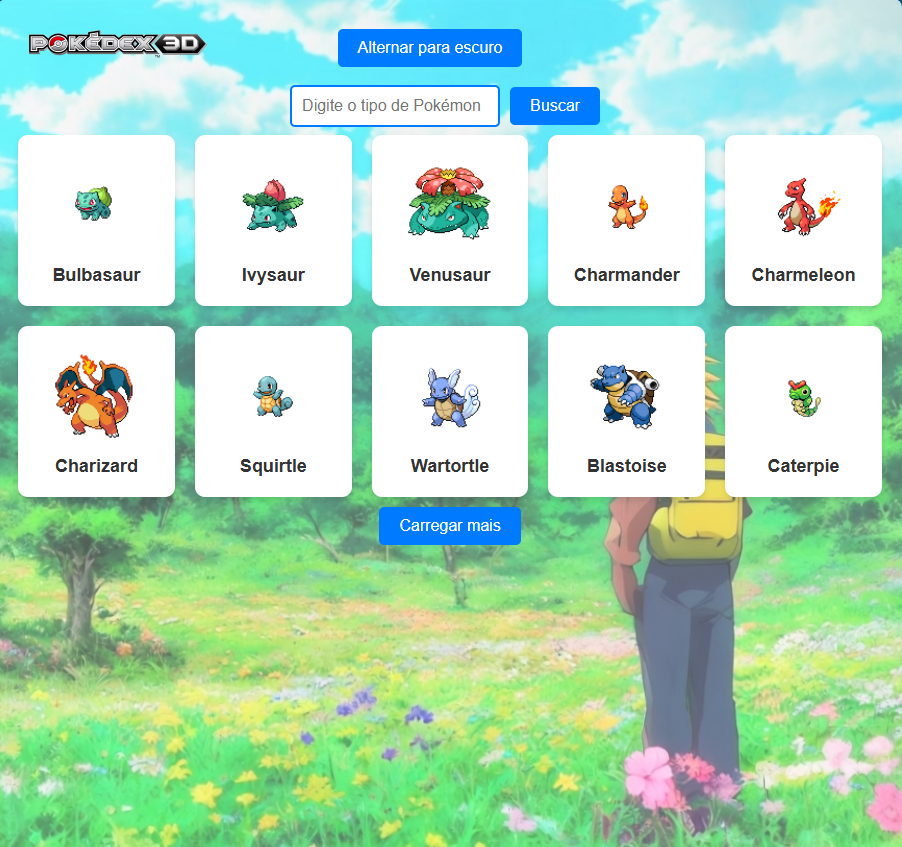 POKÉDEX 3D
TM
Alternar para escuro
Digite o tipo de Pokémon
Buscar
Bulbasaur
Ivysaur
Venusaur
Charmander
Charmeleon
Charizard
Squirtle
Wartortle
Blastoise
Caterpie
Carregar mais